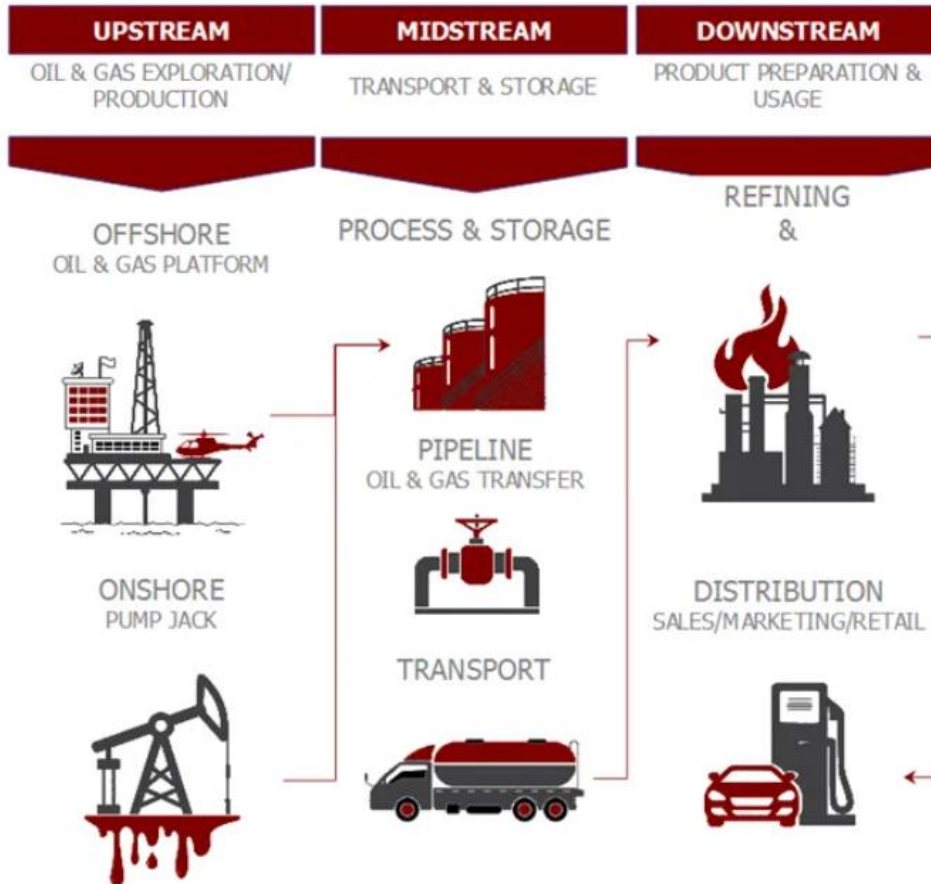 UPSTREAM
OIL & GAS EXPLORATION/
PRODUCTION
OFFSHORE
OIL & GAS PLATFORM
ONSHORE
PUMP JACK
MIDSTREAM
TRANSPORT & STORAGE
PROCESS & STORAGE
PIPELINE
OIL & GAS TRANSFER
TRANSPORT
DOWNSTREAM
PRODUCT PREPARATION &
USAGE
REFINING
&
DISTRIBUTION
SALES/MARKETING/RETAIL